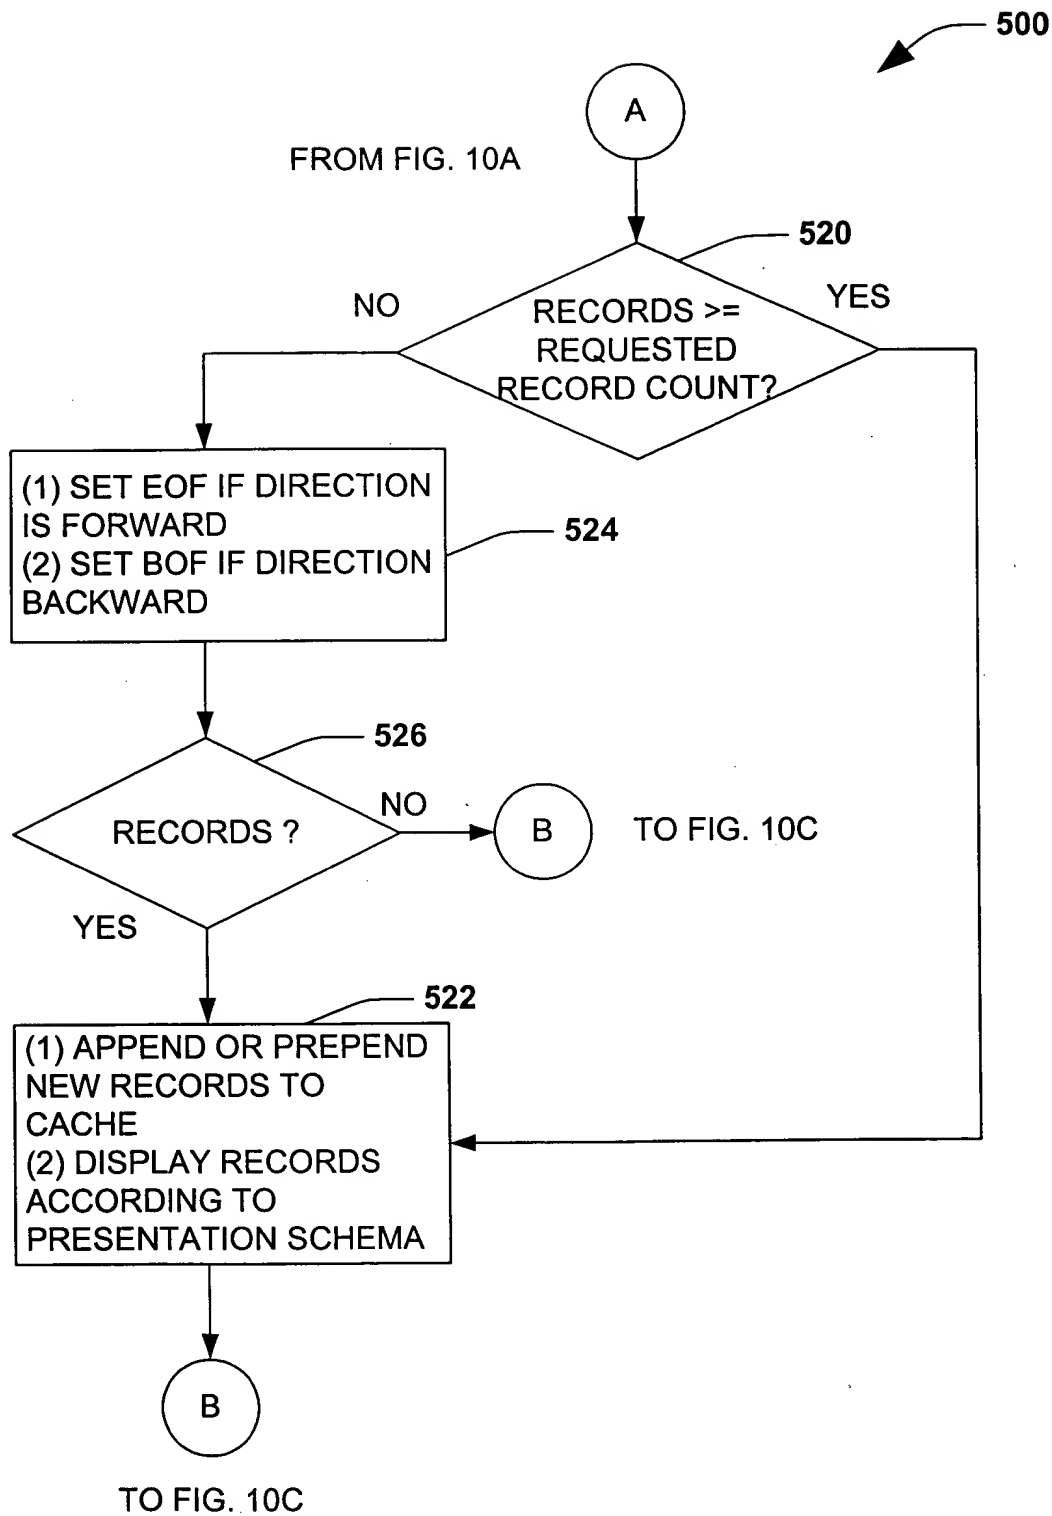 500
A
FROM FIG. 10A
520
NO
YES
RECORDS >=
REQUESTED
RECORD COUNT?
(1) SET EOF IF DIRECTION
IS FORWARD
(2) SET BOF IF DIRECTION
BACKWARD
524
526
RECORDS ?
NO
B
TO FIG. 10C
YES
522
(1) APPEND OR PREPEND
NEW RECORDS TO
CACHE
(2) DISPLAY RECORDS
ACCORDING TO
PRESENTATION SCHEMA
B
TO FIG. 10C